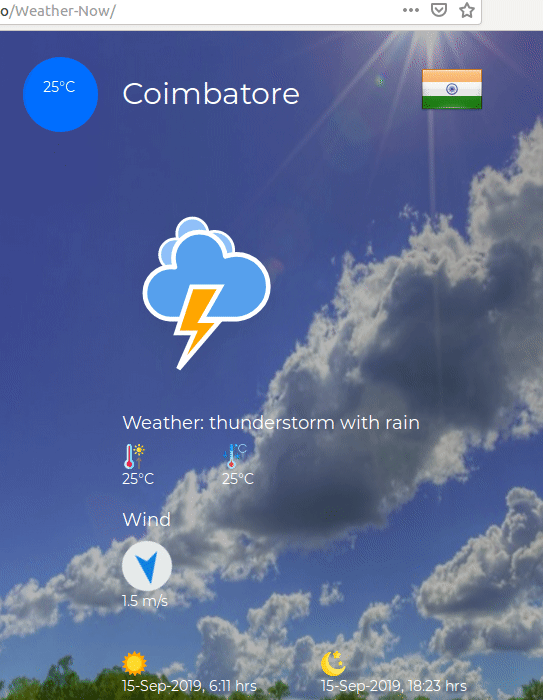 o/Weather-Now/
25°C
Coimbatore
Weather: thunderstorm with rain
°C
25°C 25°C
Wind
1.5 m/s
15-Sep-2019, 6:11 hrs 15-Sep-2019, 18:23 hrs